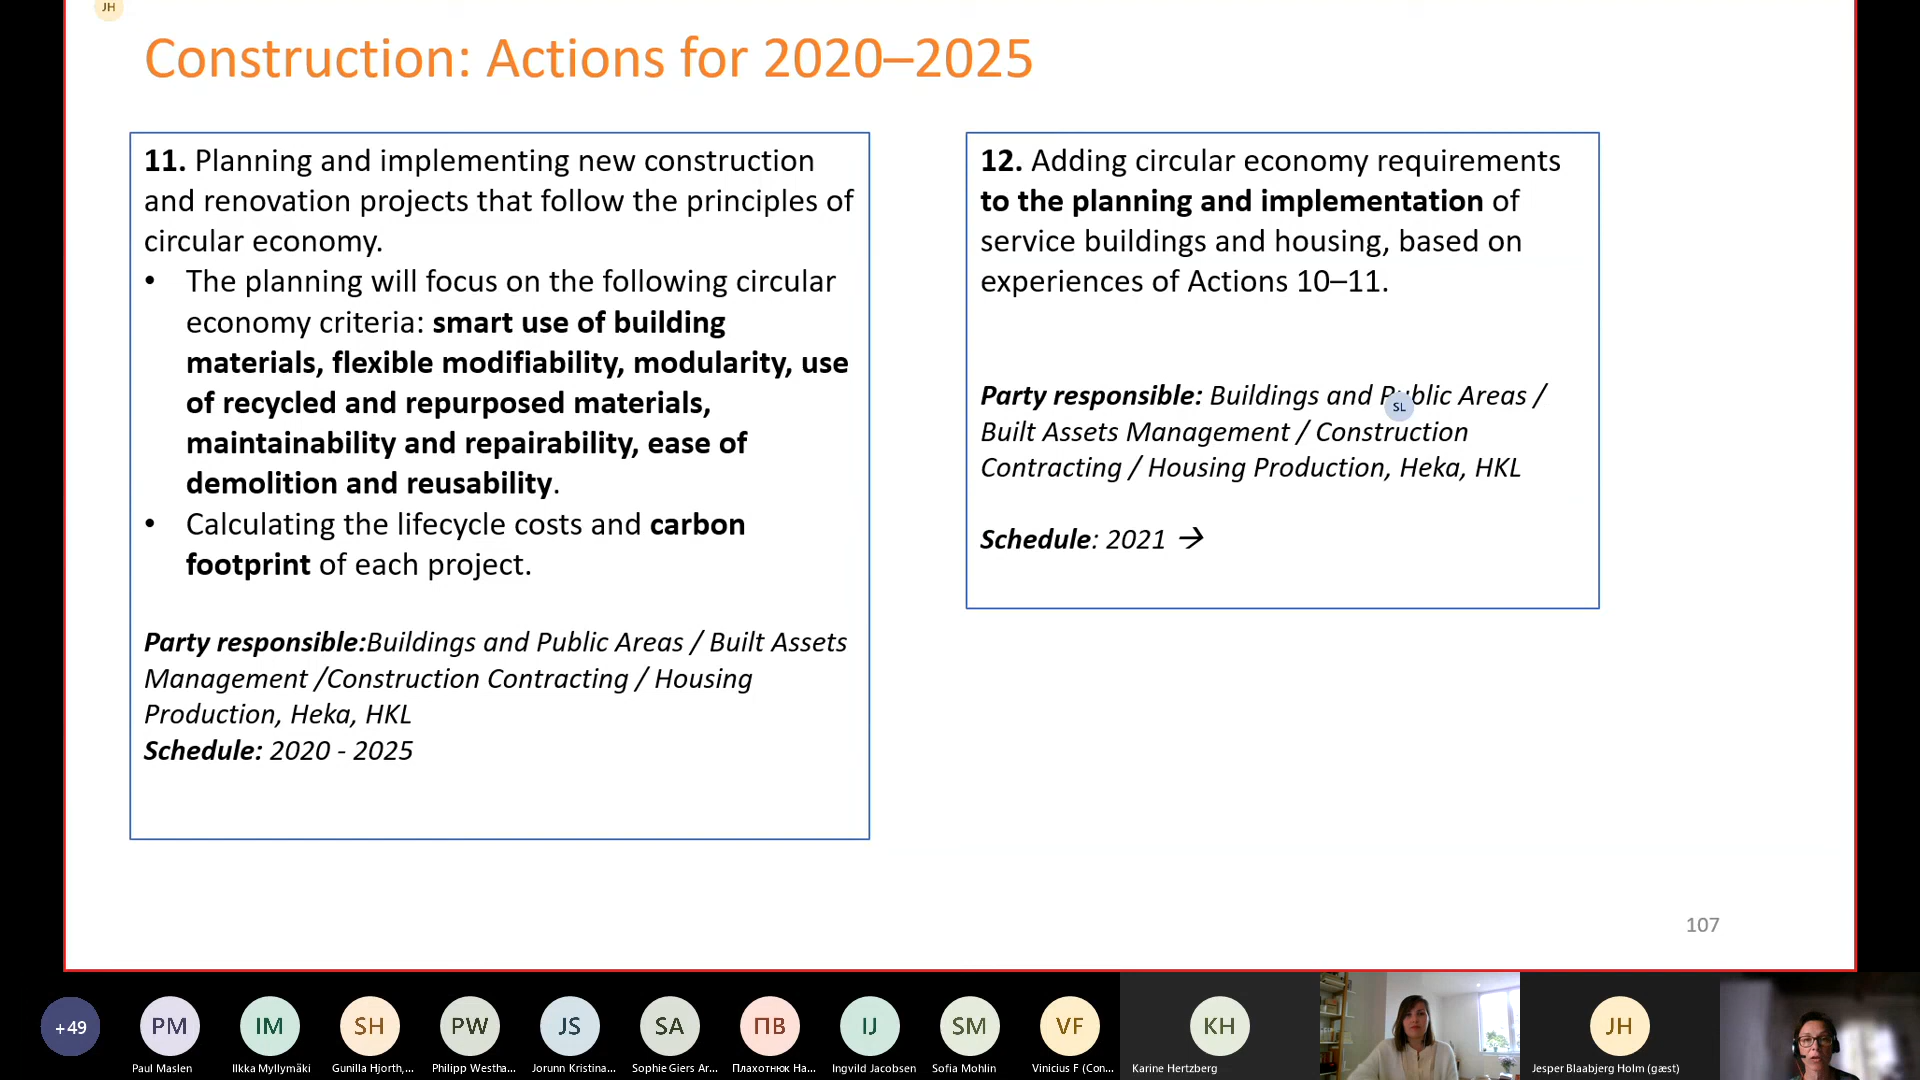 JH
Construction: Actions for 2020–2025
11. Planning and implementing new construction
and renovation projects that follow the principles of
circular economy.
• The planning will focus on the following circular
economy criteria: smart use of building
materials, flexible modifiability, modularity, use
of recycled and repurposed materials,
maintainability and repairability, ease of
demolition and reusability.
• Calculating the lifecycle costs and carbon
footprint of each project.
Party responsible:Buildings and Public Areas / Built Assets
Management /Construction Contracting / Housing
Production, Heka, HKL
Schedule: 2020 - 2025
12. Adding circular economy requirements
to the planning and implementation of
service buildings and housing, based on
experiences of Actions 10–11.
Party responsible: Buildings and Public Areas /
SL
Built Assets Management / Construction
Contracting / Housing Production, Heka, HKL
Schedule: 2021 →
107
+49
PM
IM
SH
PW
JS
SA
ПВ
IJ
SM
VF
KH
JH
Paul Maslen
Ilkka Myllymäki
Gunilla Hjorth,...
Philipp Westha...
Jorunn Kristina...
Sophie Giers Ar...
Плахотнюк На...
Ingvild Jacobsen
Sofia Mohlin
Vinicius F (Con...
Karine Hertzberg
Jesper Blaabjerg Holm (gæst)